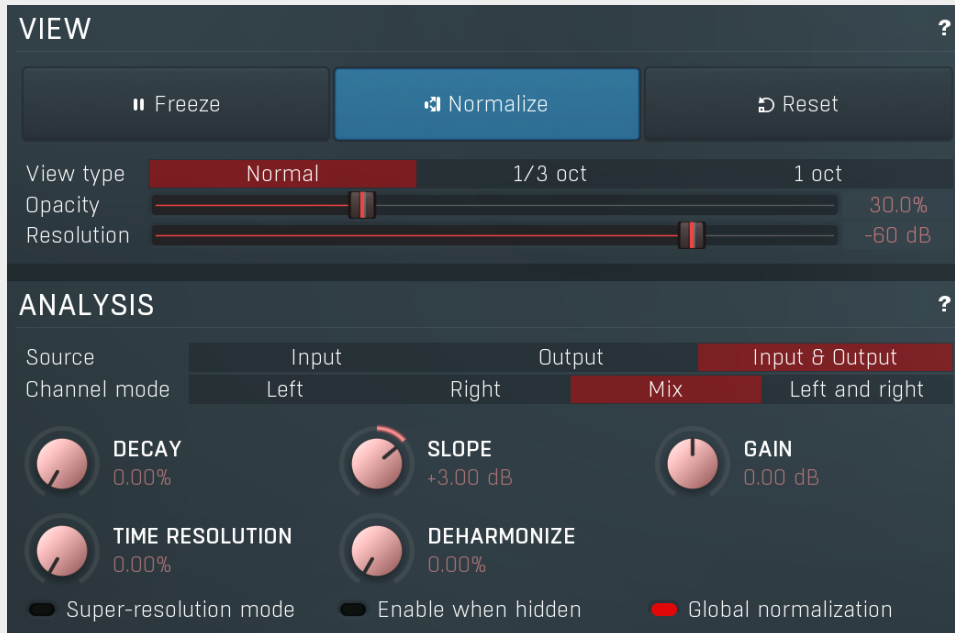 VIEW ?
Freeze Normalize Reset
View type Normal 1/3 oct 1 oct
Opacity 30.0%
Resolution -60 dB
ANALYSIS ?
Source Input Output Input & Output
Channel mode Left Right Mix Left and right
DECAY SLOPE GAIN
0.00% +3.00 dB 0.00 dB
TIME RESOLUTION DEHARMONIZE
0.00% 0.00%
Super-resolution mode Enable when hidden Global normalization